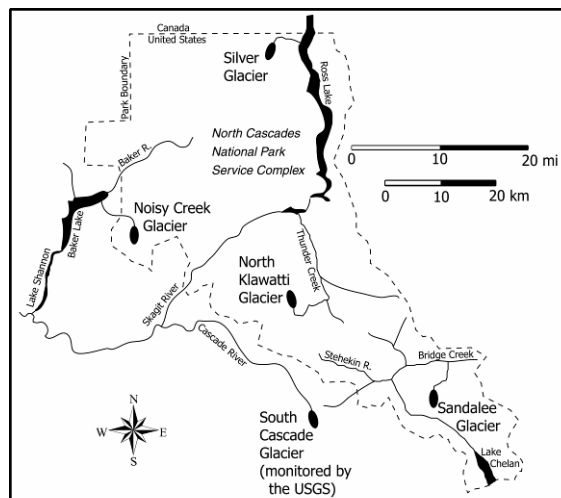 Canada
United States
Park Boundary
Silver
Glacier
Ross Lake
North Cascades
National Park
Service Complex
0 10 20 mi
0 10 20 km
Baker R.
Noisy Creek
Glacier
Baker Lake
Lake Shannon
Skagit River
North
Klawatti
Glacier
Thunder Creek
Cascade River
Stehekin R.
Bridge Creek
Sandalee
Glacier
Lake
Chelan
South
Cascade
Glacier
(monitored by
the USGS)
N
W E
S